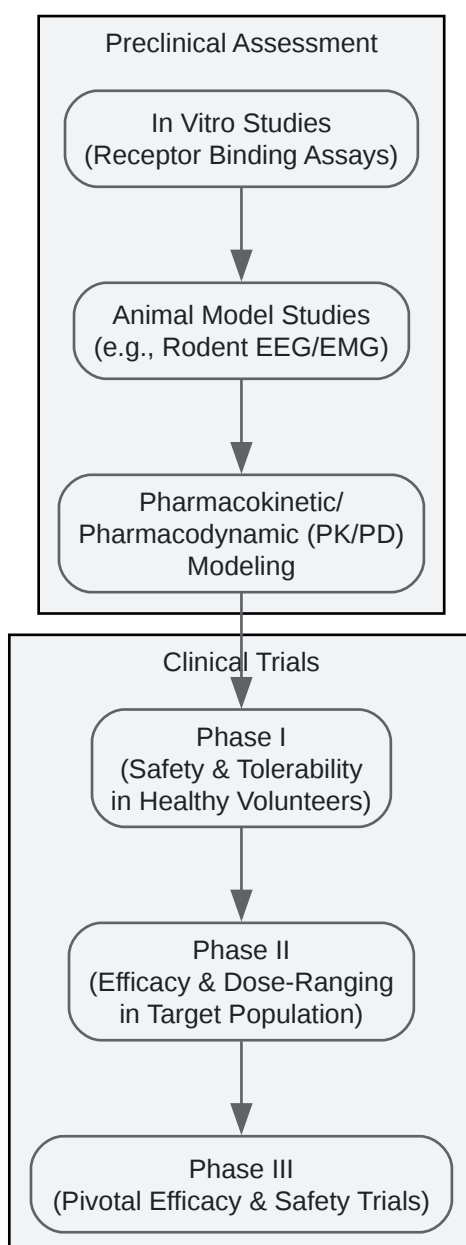 Preclinical Assessment
In Vitro Studies
(Receptor Binding Assays)
Animal Model Studies
(e.g., Rodent EEG/EMG)
Pharmacokinetic/
Pharmacodynamic (PK/PD)
Modeling
Clinical Trials
Phase I
(Safety & Tolerability
in Healthy Volunteers)
Phase II
(Efficacy & Dose-Ranging
in Target Population)
Phase III
(Pivotal Efficacy & Safety Trials)